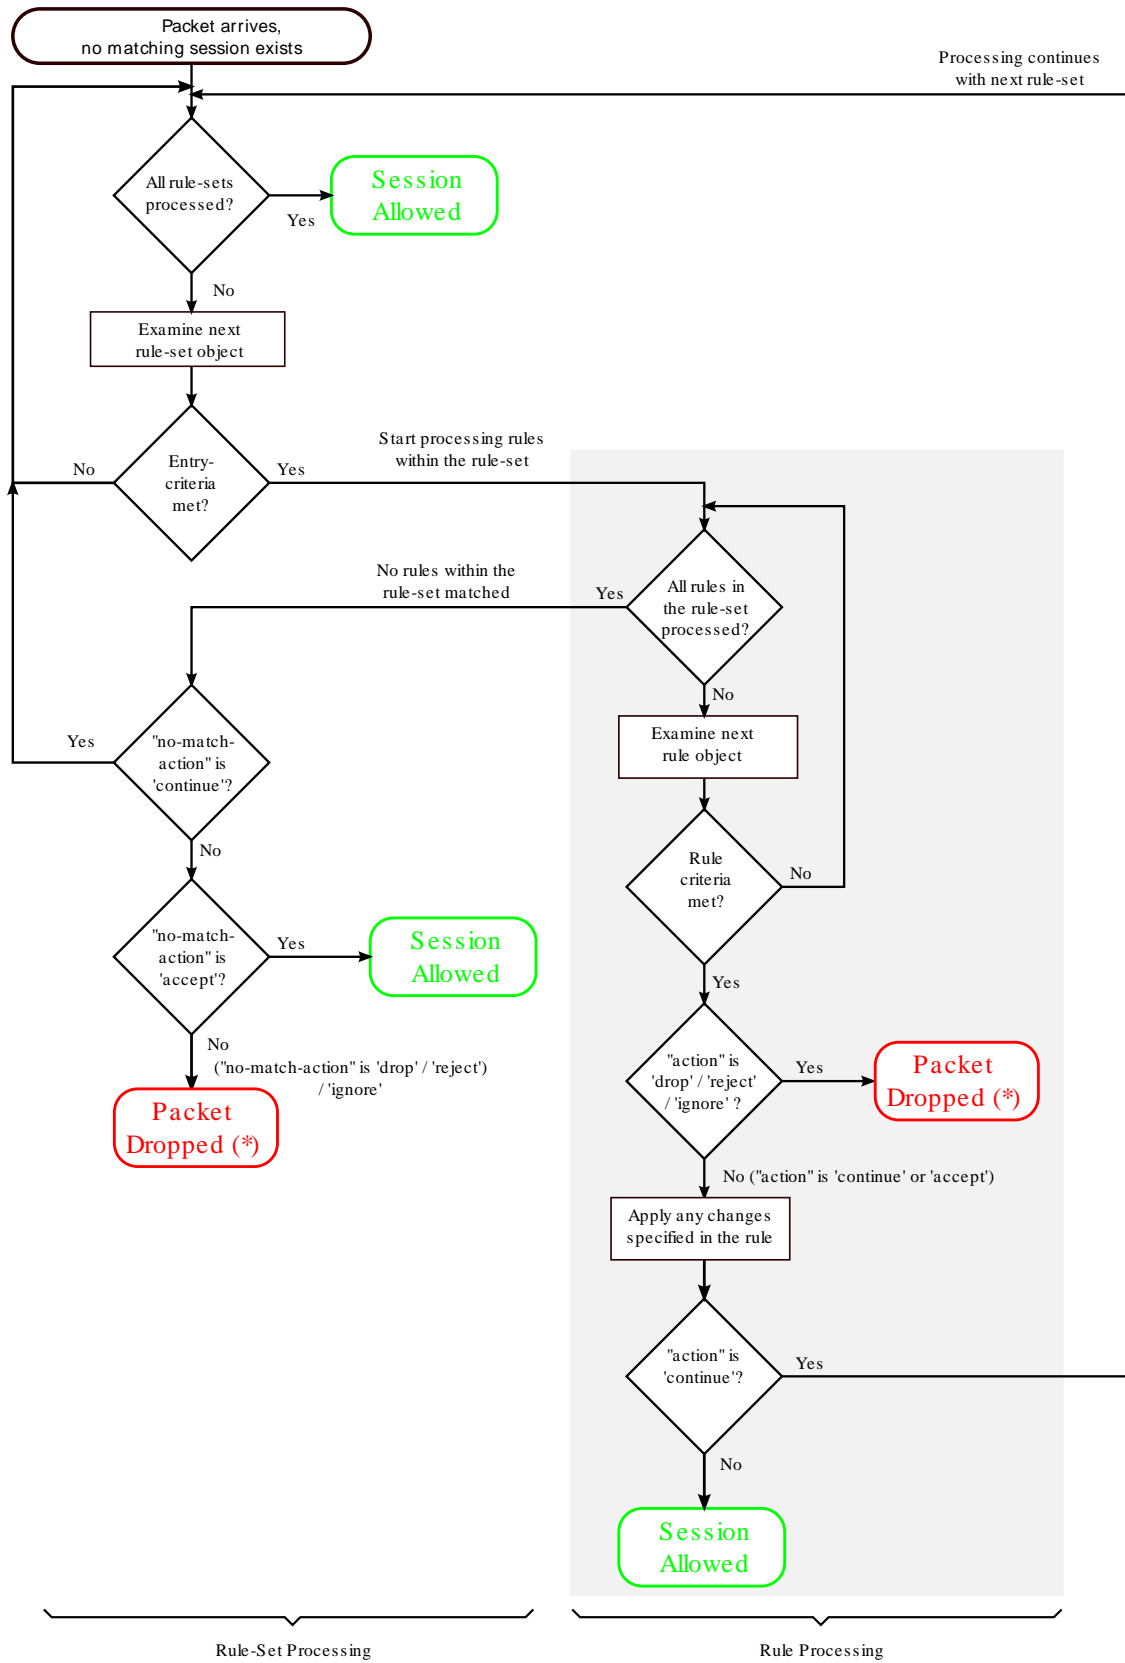 Packet arrives,
no matching session exists
Processing continues
with next rule-set
All rule-sets
processed?
Yes
Session
Allowed
No
Examine next
rule-set object
Entry-
criteria
met?
No
Yes
Start processing rules
within the rule-set
No rules within the
rule-set matched
Yes
All rules in
the rule-set
processed?
No
Examine next
rule object
Rule
criteria
met?
No
Yes
"no-match-
action" is
'continue'?
Yes
No
"no-match-
action" is
'accept'?
Yes
Session
Allowed
No
("no-match-action" is 'drop' / 'reject')
/ 'ignore'
Packet
Dropped (*)
"action" is
'drop' / 'reject'
/ 'ignore' ?
Yes
Packet
Dropped (*)
No ("action" is 'continue' or 'accept')
Apply any changes
specified in the rule
"action" is
'continue'?
Yes
No
Session
Allowed
Rule-Set Processing
Rule Processing